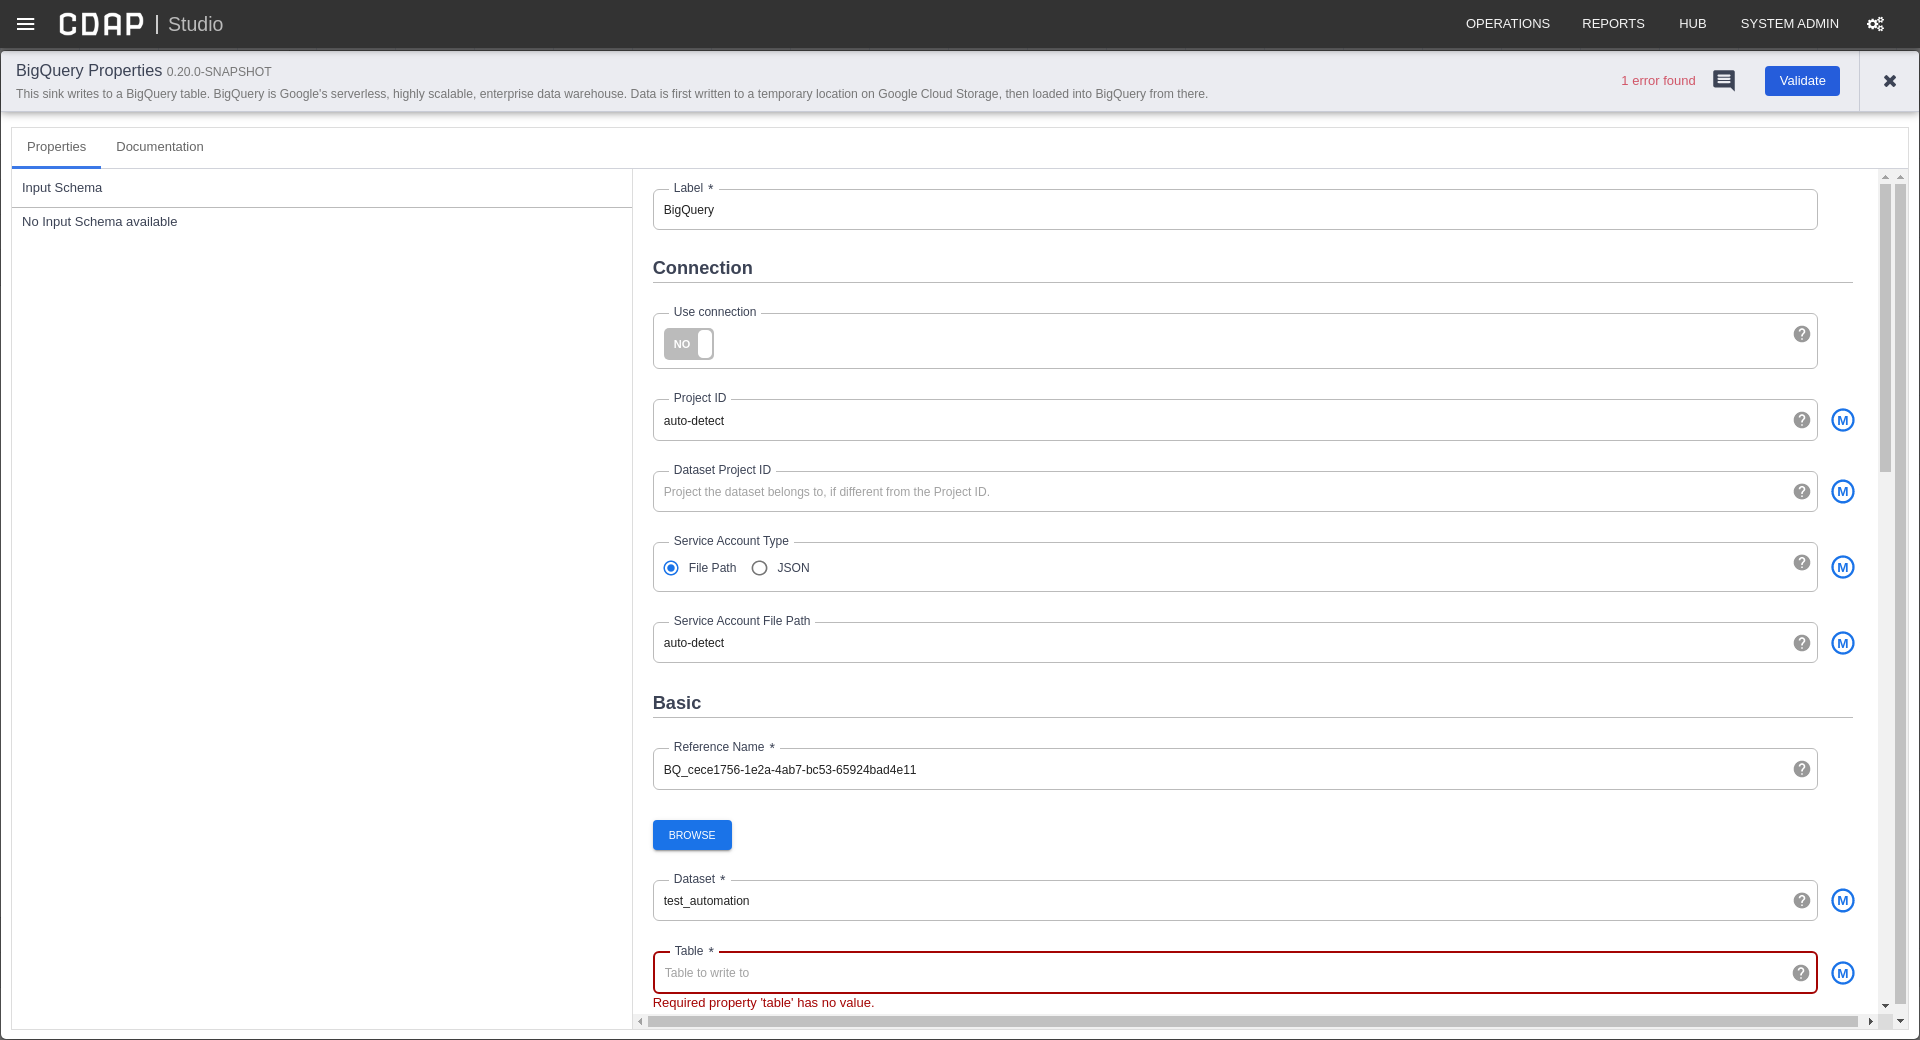 CDAP | Studio
OPERATIONS REPORTS HUB SYSTEM ADMIN
BigQuery Properties 0.20.0-SNAPSHOT
This sink writes to a BigQuery table. BigQuery is Google's serverless, highly scalable, enterprise data warehouse. Data is first written to a temporary location on Google Cloud Storage, then loaded into BigQuery from there.
1 error found
Validate
Properties Documentation
Input Schema
No Input Schema available
Label *
BigQuery
Connection
Use connection
NO
Project ID
auto-detect
M
Dataset Project ID
Project the dataset belongs to, if different from the Project ID.
M
Service Account Type
File Path JSON
M
Service Account File Path
auto-detect
M
Basic
Reference Name *
BQ_cece1756-1e2a-4ab7-bc53-65924bad4e11
BROWSE
Dataset *
test_automation
M
Table *
Table to write to
M
Required property 'table' has no value.